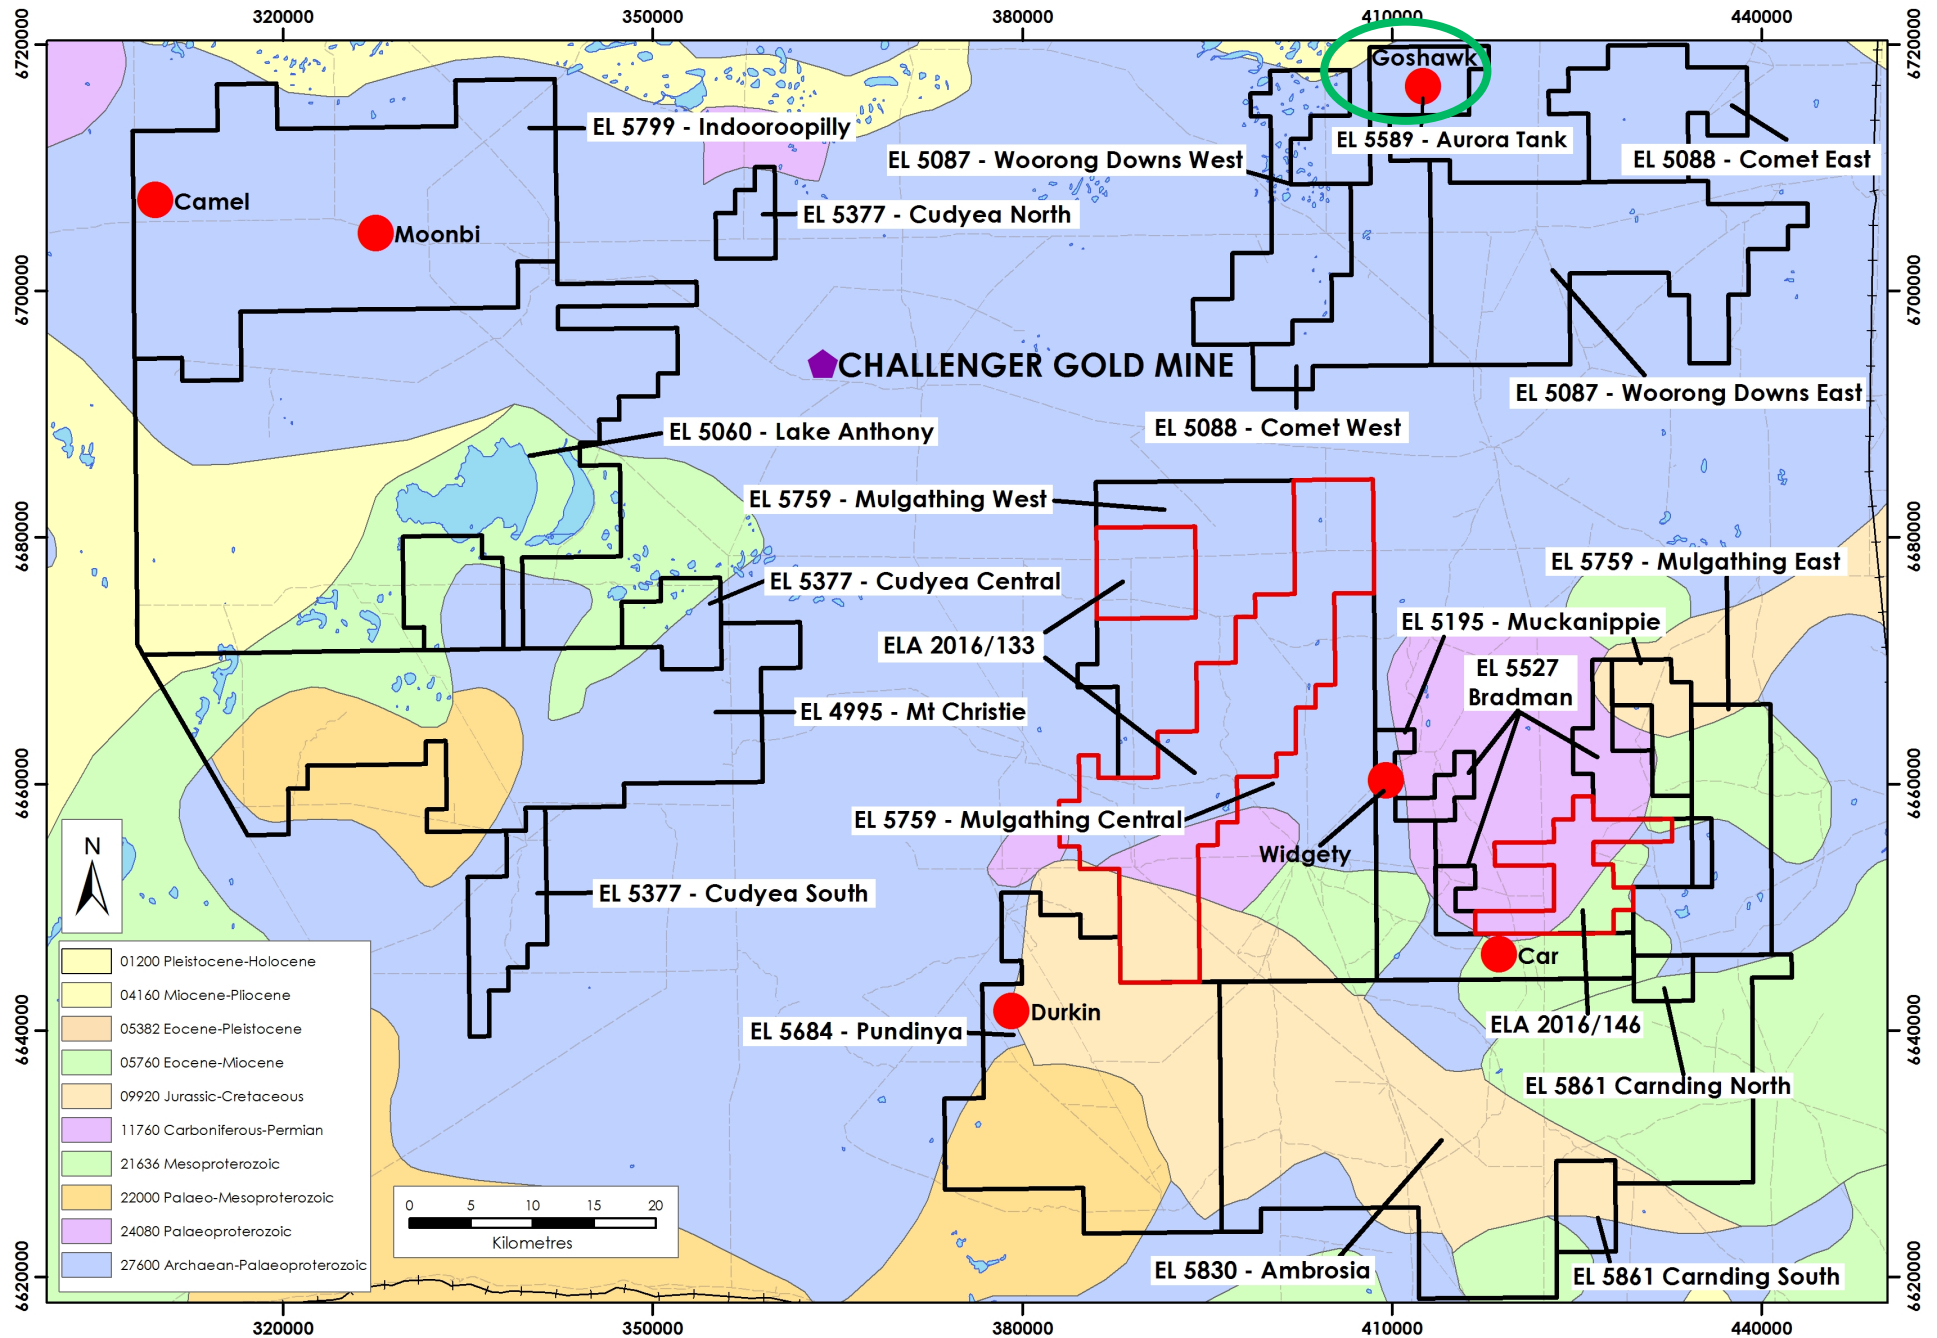 320000
350000
380000
410000
440000
6720000
6720000
Goshawk
EL 5799 - Indooroopilly
EL 5589 - Aurora Tank
EL 5087 - Woorong Downs West
EL 5088 - Comet East
Camel
EL 5377 - Cudyea North
Moonbi
6700000
6700000
CHALLENGER GOLD MINE
EL 5087 - Woorong Downs East
EL 5060 - Lake Anthony
EL 5088 - Comet West
EL 5759 - Mulgathing West
6680000
6680000
EL 5759 - Mulgathing East
EL 5377 - Cudyea Central
EL 5195 - Muckanippie
ELA 2016/133
EL 5527
Bradman
EL 4995 - Mt Christie
6660000
6660000
EL 5759 - Mulgathing Central
N
Widgety
EL 5377 - Cudyea South
Car
01200 Pleistocene-Holocene
04160 Miocene-Pliocene
05382 Eocene-Pleistocene
05760 Eocene-Miocene
09920 Jurassic-Cretaceous
11760 Carboniferous-Permian
21636 Mesoproterozoic
22000 Palaeo-Mesoproterozoic
24080 Palaeoproterozoic
27600 Archaean-Palaeoproterozoic
Durkin
EL 5684 - Pundinya
ELA 2016/146
6640000
6640000
EL 5861 Carnding North
0 5 10 15 20
Kilometres
EL 5830 - Ambrosia
EL 5861 Carnding South
6620000
6620000
320000
350000
380000
410000
440000